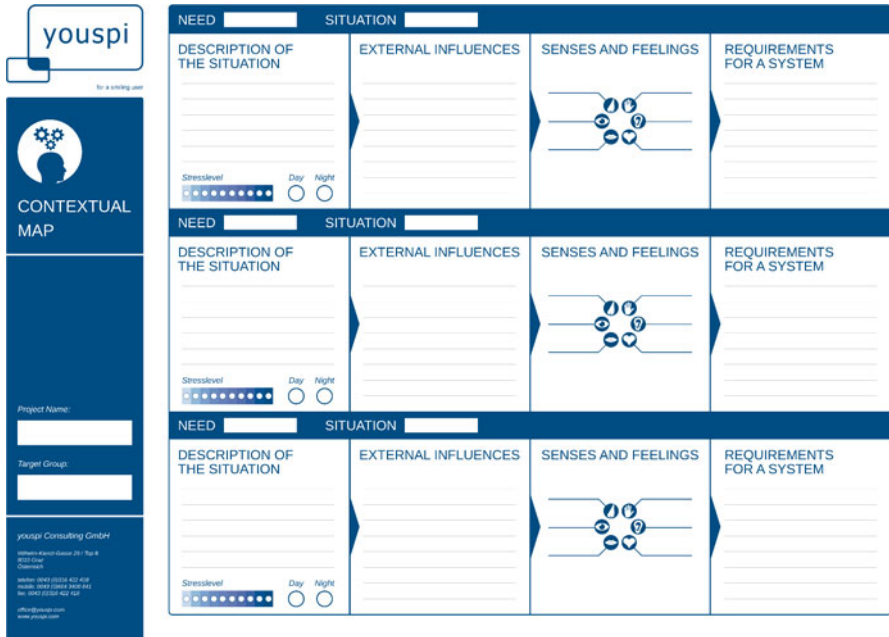 youspi
for a smiling user
CONTEXTUAL
MAP
Project Name:
Target Group:
youspi Consulting GmbH
8010 Graz
Österreich
office@youspi.com
www.youspi.com
NEED SITUATION
DESCRIPTION OF
THE SITUATION
EXTERNAL INFLUENCES
SENSES AND FEELINGS
REQUIREMENTS
FOR A SYSTEM
Stresslevel Day Night
NEED SITUATION
DESCRIPTION OF
THE SITUATION
EXTERNAL INFLUENCES
SENSES AND FEELINGS
REQUIREMENTS
FOR A SYSTEM
Stresslevel Day Night
NEED SITUATION
DESCRIPTION OF
THE SITUATION
EXTERNAL INFLUENCES
SENSES AND FEELINGS
REQUIREMENTS
FOR A SYSTEM
Stresslevel Day Night